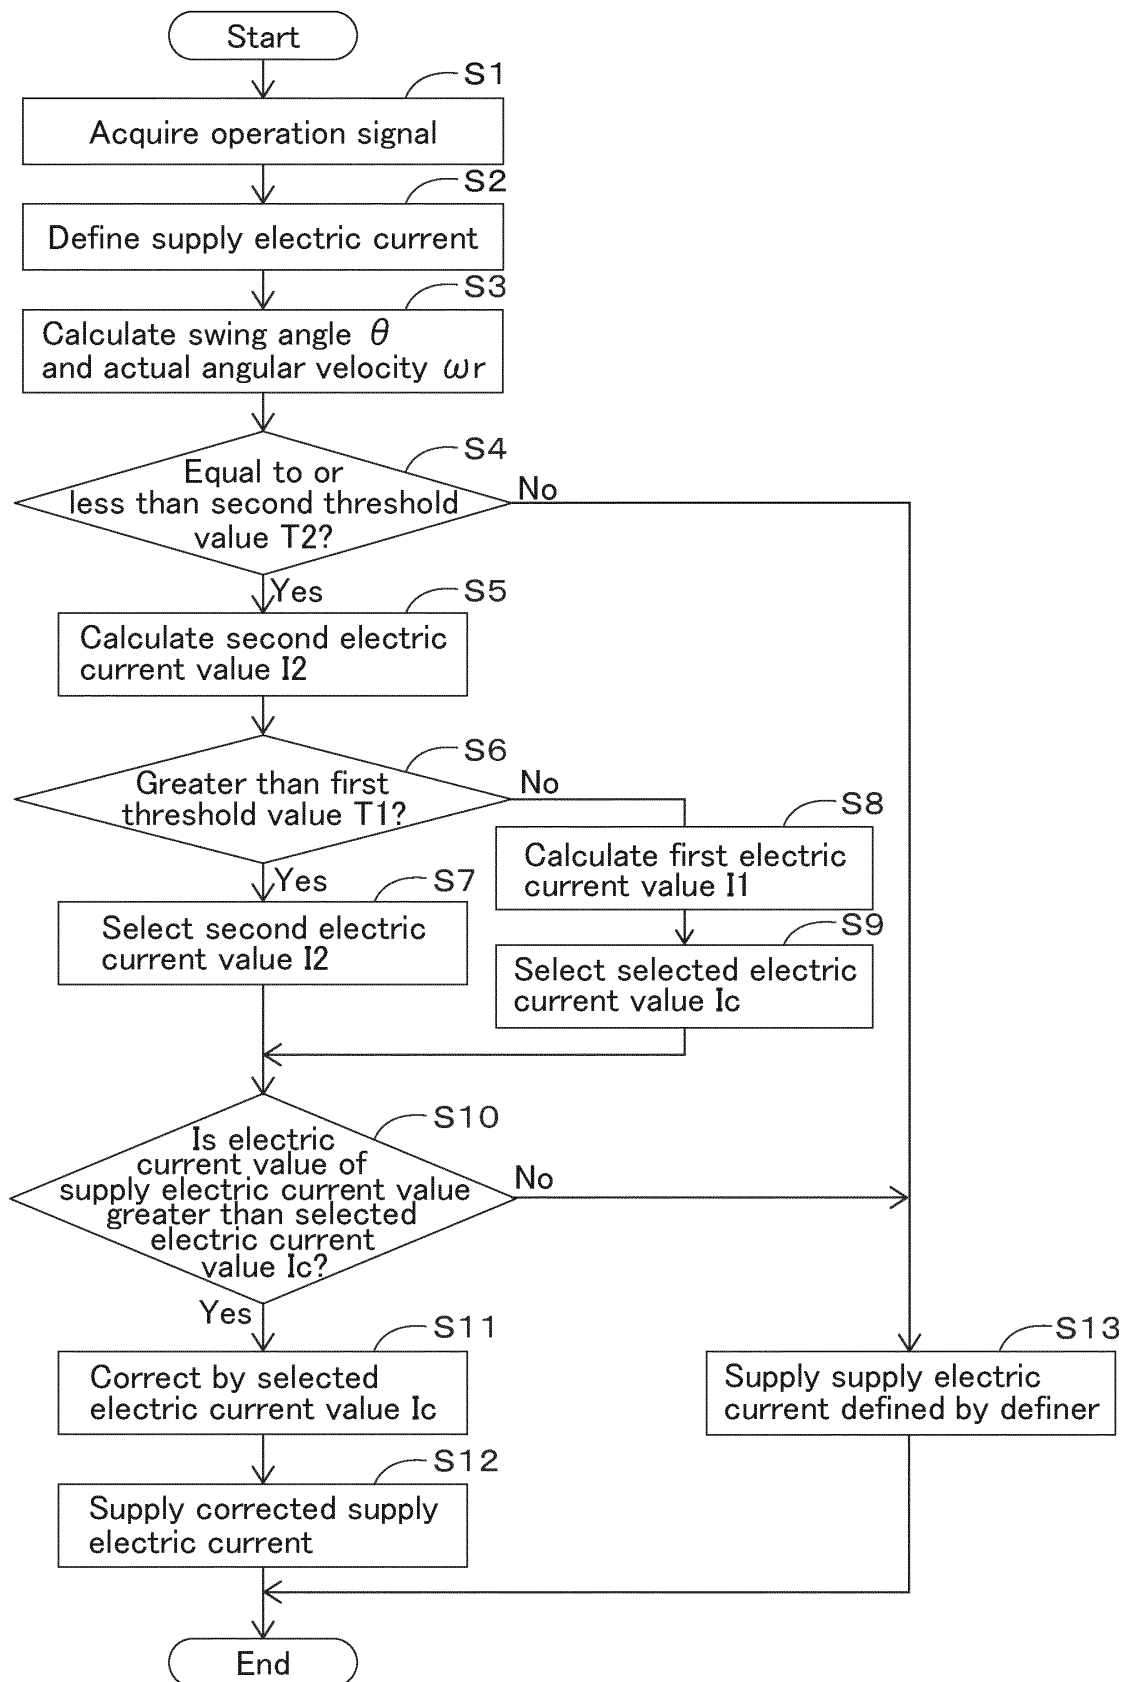 Start
S1
Acquire operation signal
S2
Define supply electric current
S3
Calculate swing angle θ
and actual angular velocity ωr
S4
Equal to or
less than second threshold
value T2?
No
Yes
S5
Calculate second electric
current value I2
S6
Greater than first
threshold value T1?
No
Yes
S7
Select second electric
current value I2
S8
Calculate first electric
current value I1
S9
Select selected electric
current value Ic
S10
Is electric
current value of
supply electric current value
greater than selected
electric current
value Ic?
No
Yes
S11
Correct by selected
electric current value Ic
S12
Supply corrected supply
electric current
S13
Supply supply electric
current defined by definer
End